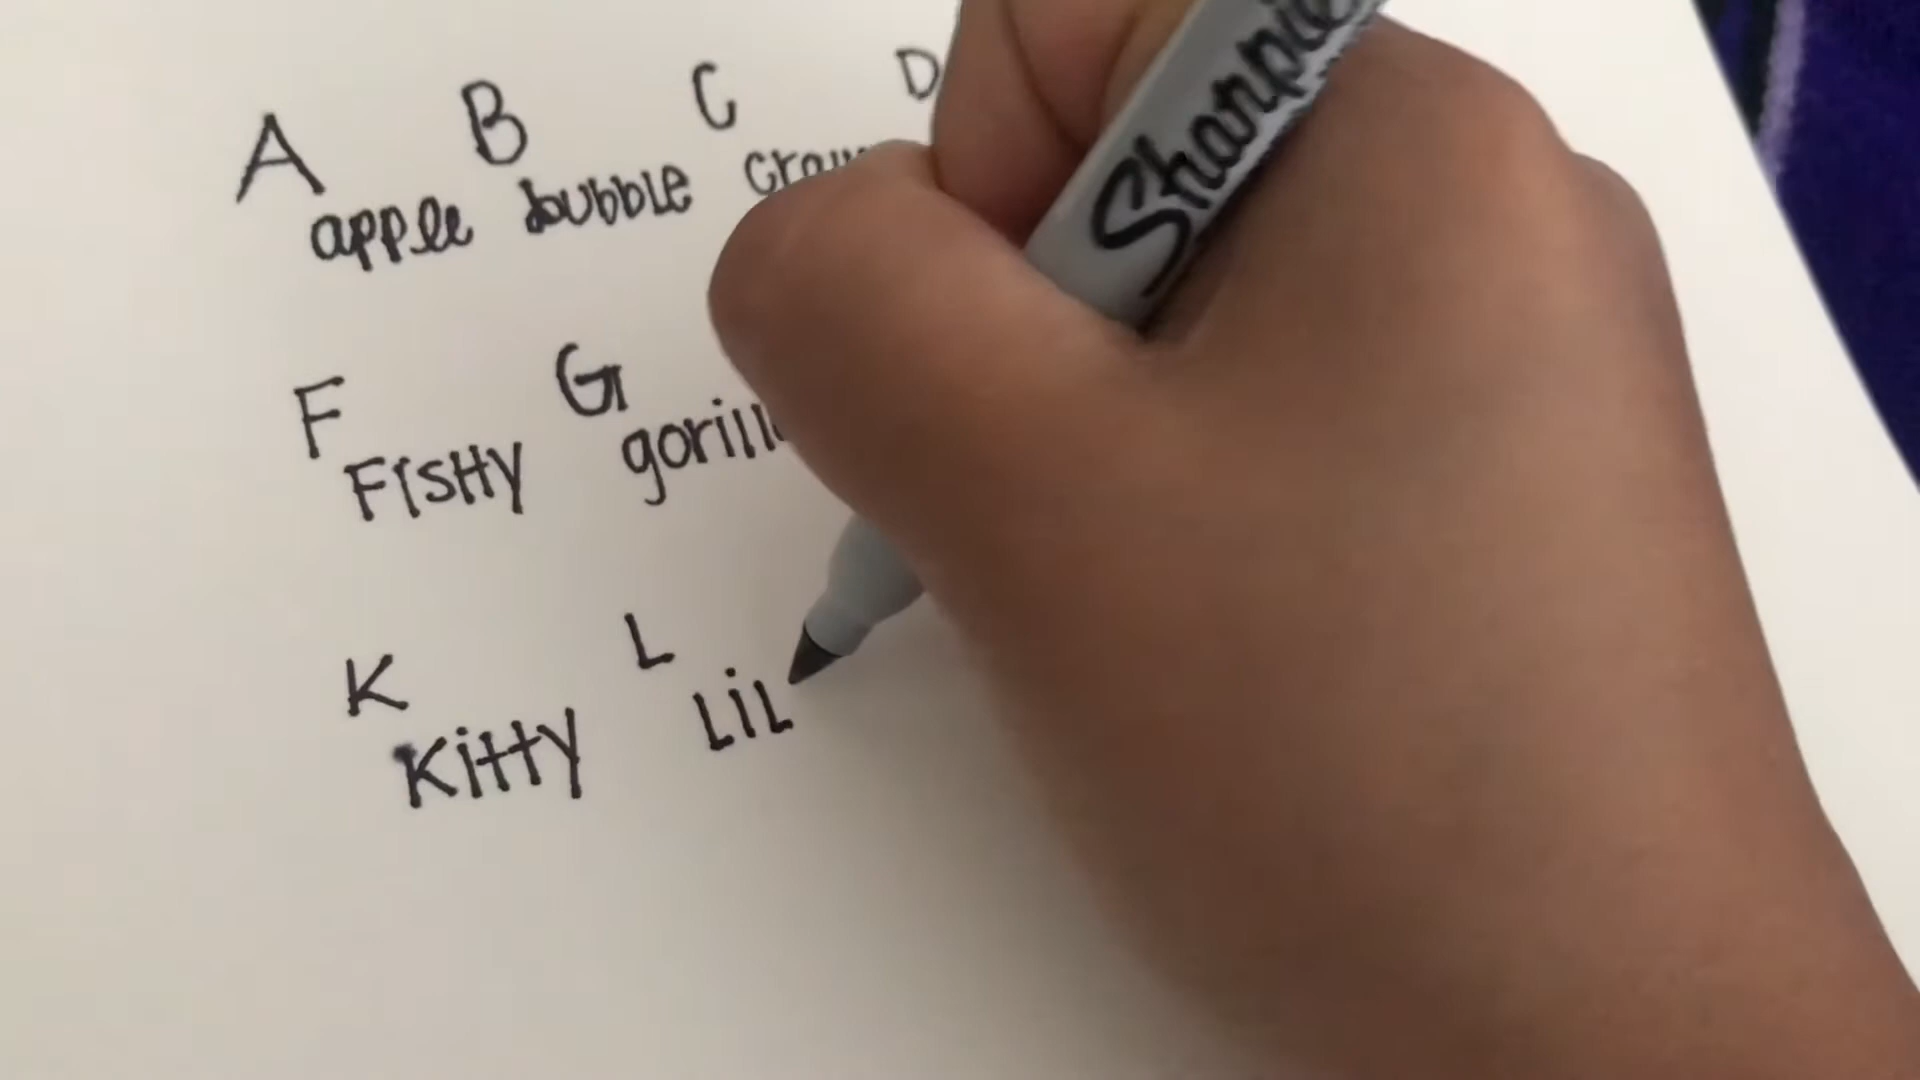 A B C D
apple bubble
F G
FISHY
K L
Kitty LiL
Sharpie